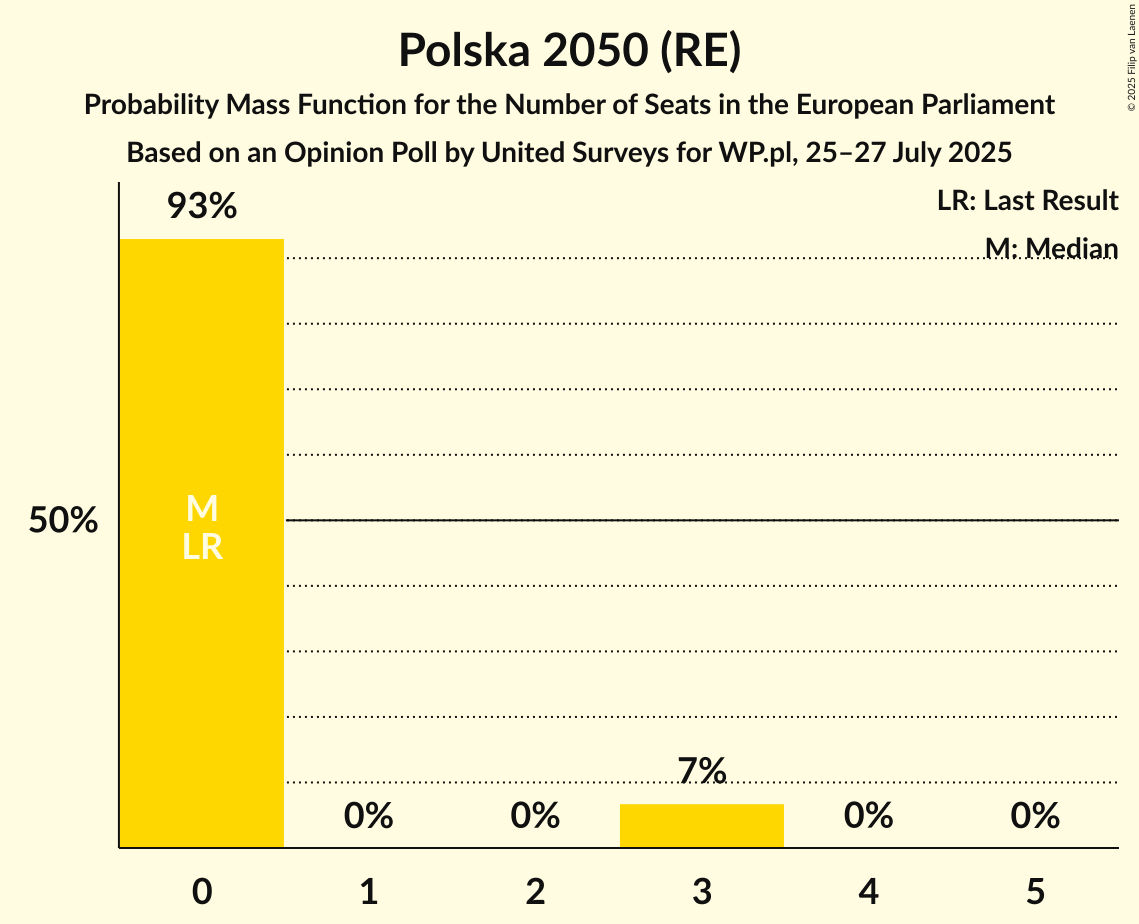 Polska 2050 (RE)
Probability Mass Function for the Number of Seats in the European Parliament
Based on an Opinion Poll by United Surveys for WP.pl, 25–27 July 2025
© 2025 Filip van Laenen
LR: Last Result
M: Median
93%
50%
M
LR
7%
0%
0%
0%
0%
0
1
2
3
4
5